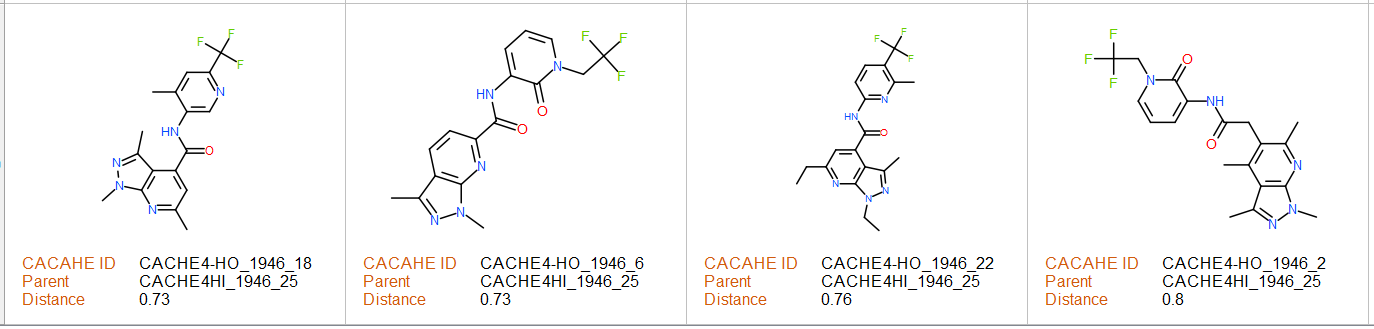 CACAHE ID CACHE4-HO_1946_18
Parent CACHE4HI_1946_25
Distance 0.73
CACAHE ID CACHE4-HO_1946_6
Parent CACHE4HI_1946_25
Distance 0.73
CACAHE ID CACHE4-HO_1946_22
Parent CACHE4HI_1946_25
Distance 0.76
CACAHE ID CACHE4-HO_1946_2
Parent CACHE4HI_1946_25
Distance 0.8
F
F
F
N
HN
O
N
N
N
F
F
F
N
HN
O
O
N
N
N
F
F
F
N
HN
O
N
N
N
F
F
F
O
N
NH
O
N
N
N